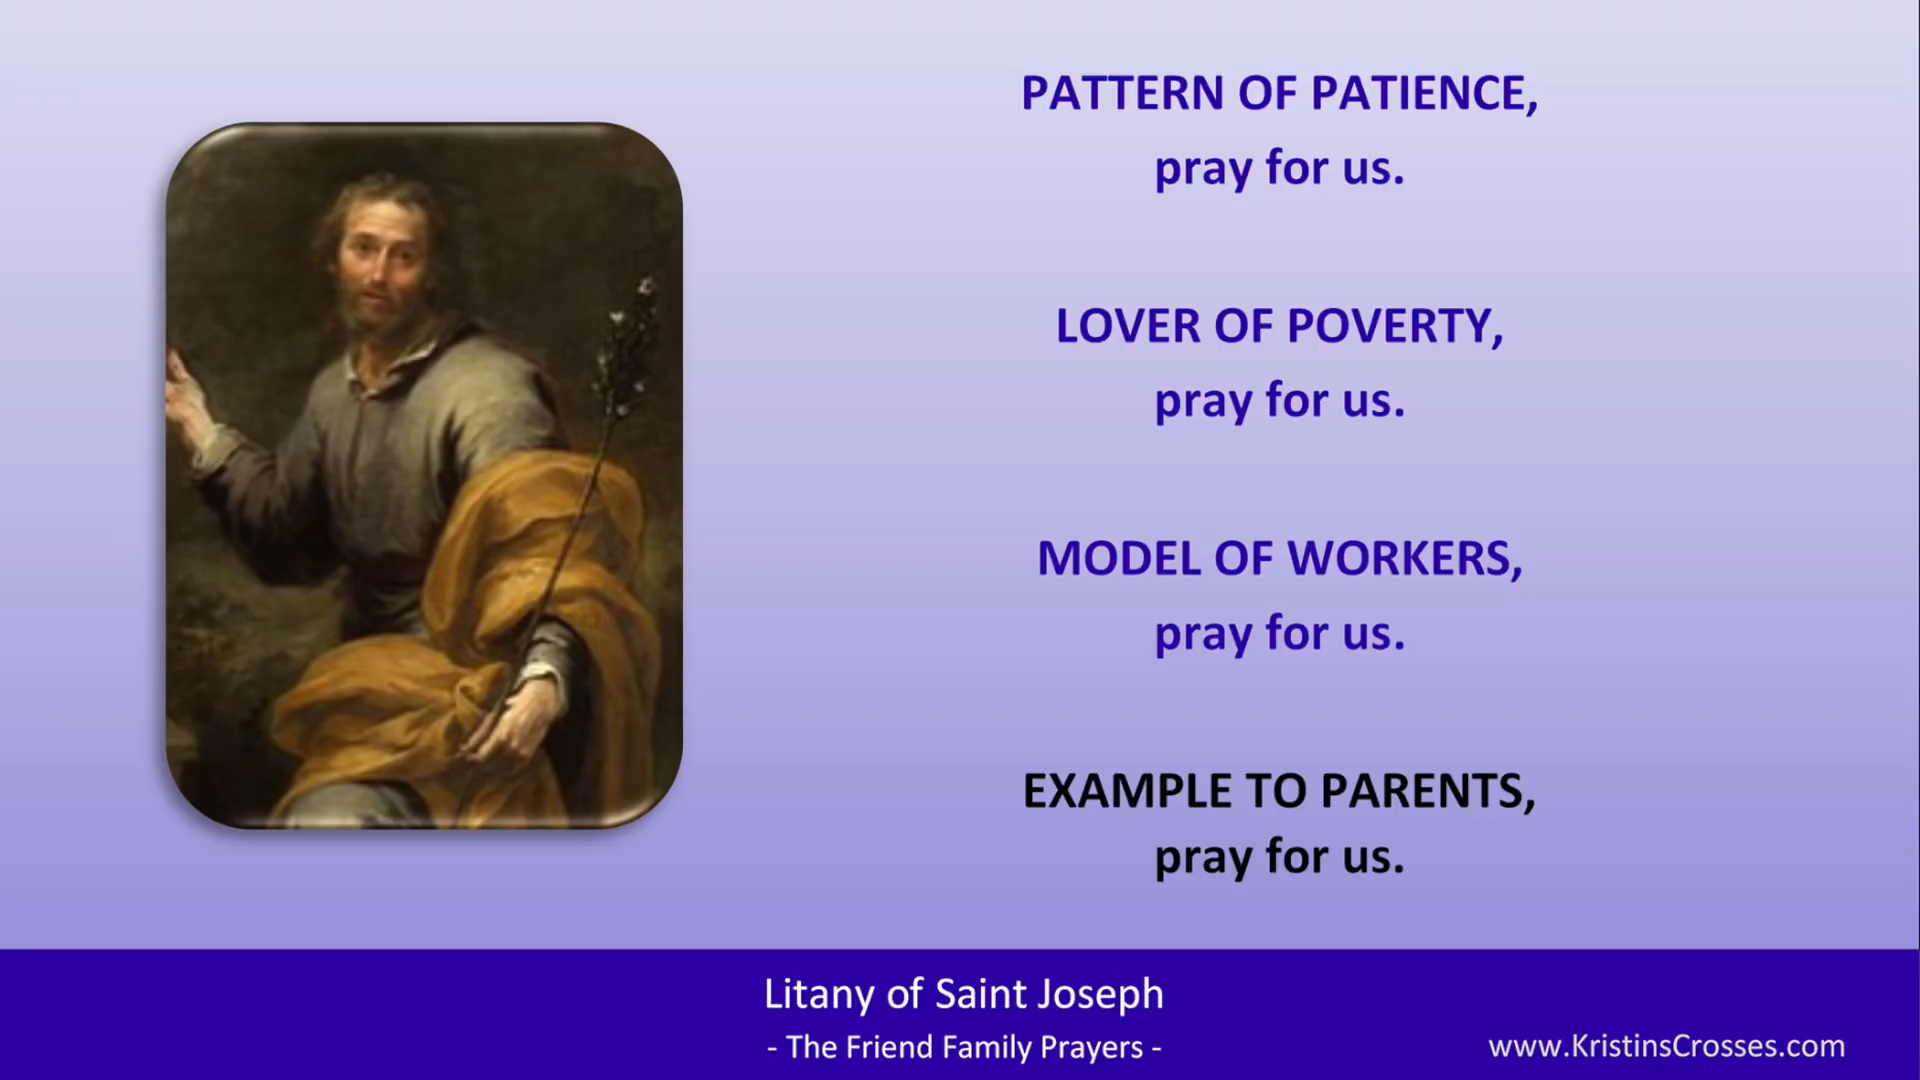 PATTERN OF PATIENCE,
pray for us.
LOVER OF POVERTY,
pray for us.
MODEL OF WORKERS,
pray for us.
EXAMPLE TO PARENTS,
pray for us.
Litany of Saint Joseph
- The Friend Family Prayers -
www.KristinsCrosses.com